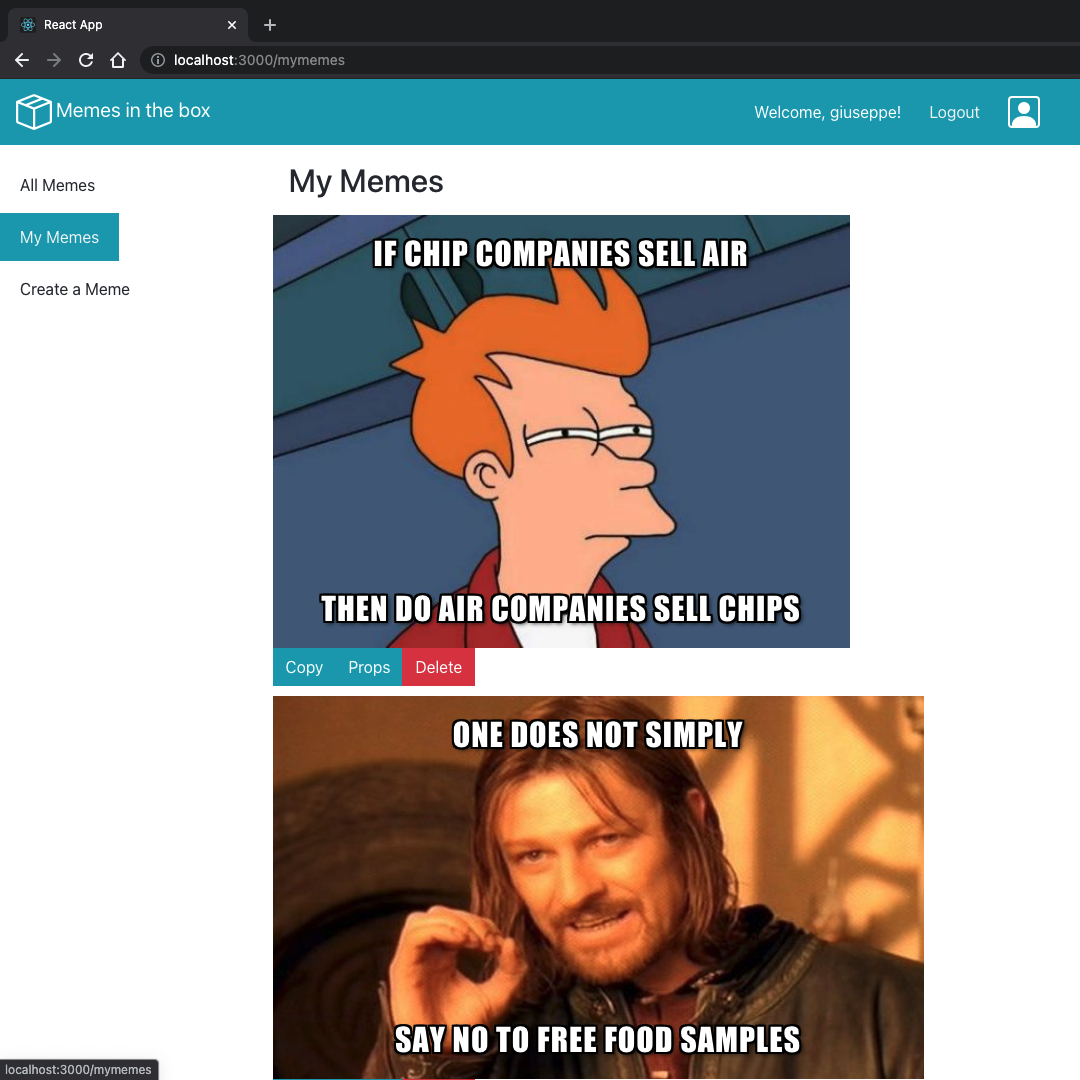 React App
localhost:3000/mymemes
Memes in the box
Welcome, giuseppe!
Logout
All Memes
My Memes
Create a Meme
My Memes
IF CHIP COMPANIES SELL AIR
THEN DO AIR COMPANIES SELL CHIPS
Copy
Props
Delete
ONE DOES NOT SIMPLY
SAY NO TO FREE FOOD SAMPLES
localhost:3000/mymemes